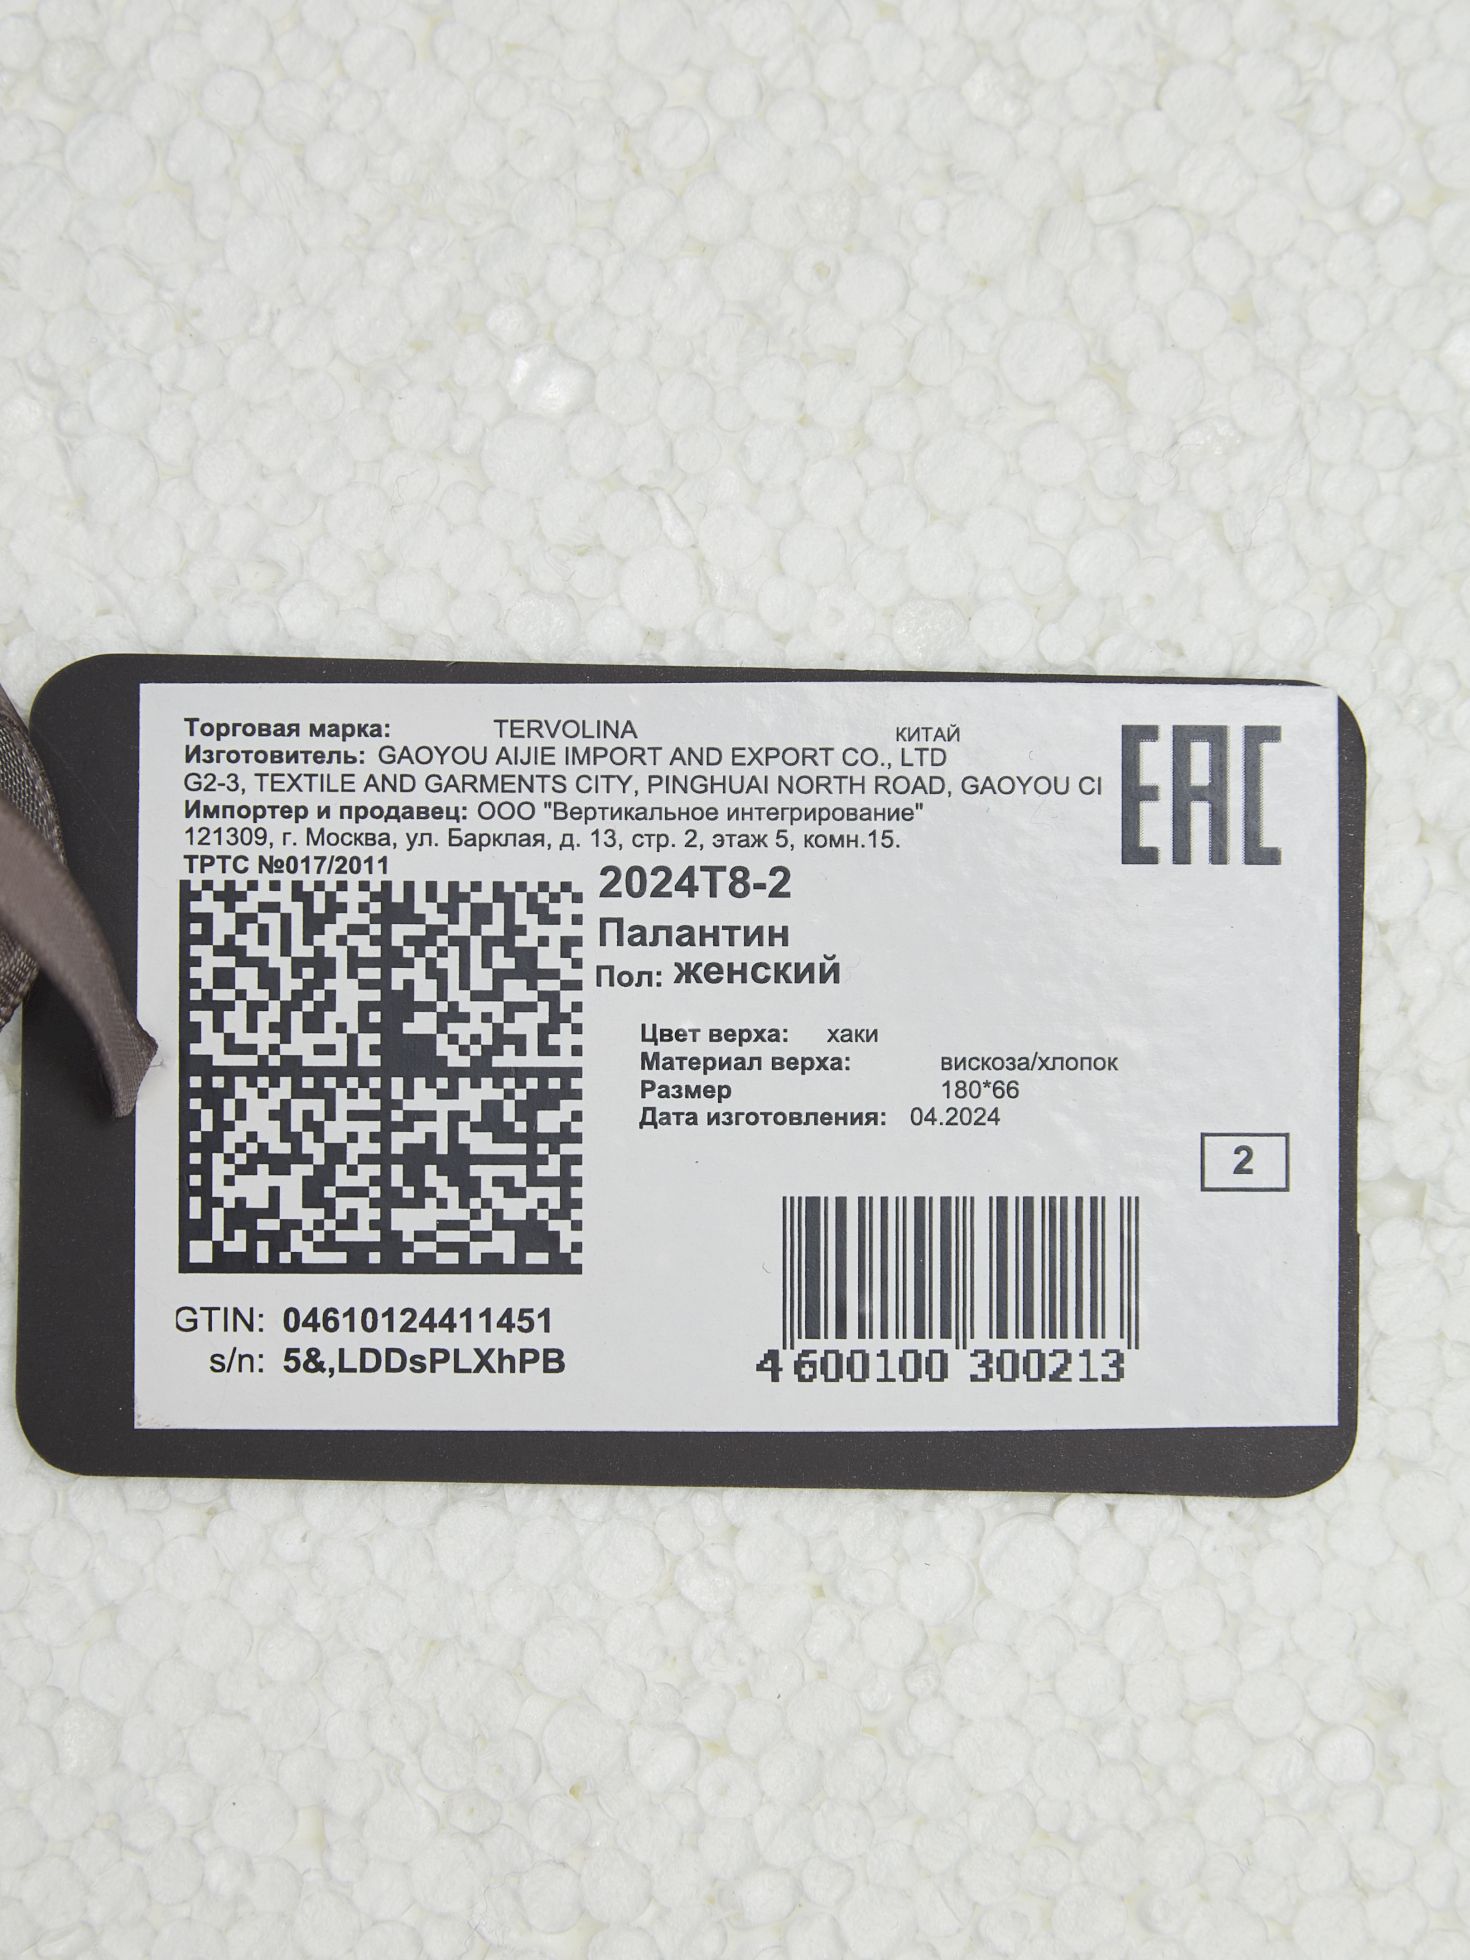 Торговая марка: TERVOLINA КИТАЙ
Изготовитель: GAOYOU AIJIE IMPORT AND EXPORT CO., LTD
G2-3, TEXTILE AND GARMENTS CITY, PINGHUAI NORTH ROAD, GAOYOU CI
Импортер и продавец: ООО "Вертикальное интегрирование"
121309, г. Москва, ул. Барклая, д. 13, стр. 2, этаж 5, комн.15.
ТРТС №017/2011
EAC
2024T8-2
Палантин
Пол: женский
Цвет верха: хаки
Материал верха: вискоза/хлопок
Размер 180*66
Дата изготовления: 04.2024
2
GTIN: 04610124411451
s/n: 5&,LDDsPLXhPB
4 600100 300213